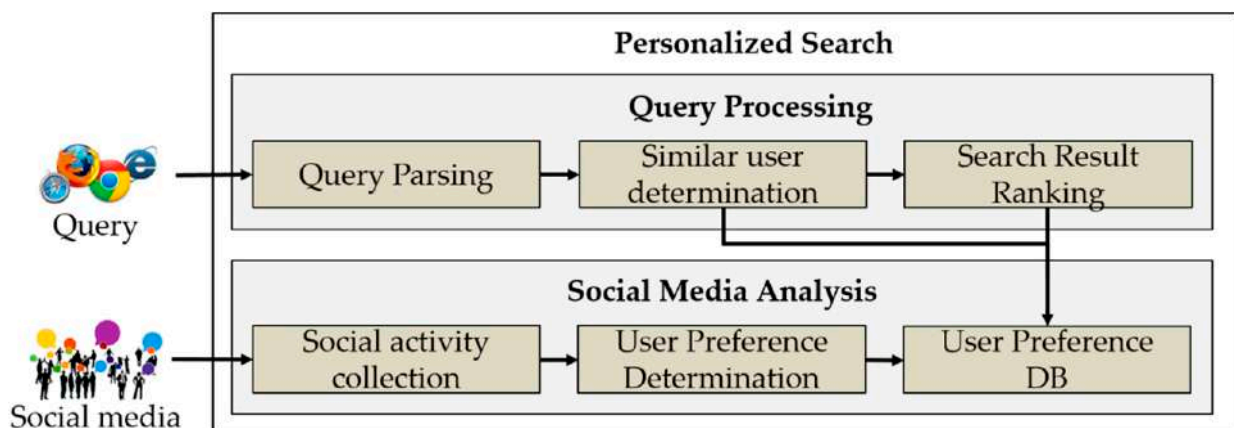 Personalized Search
Query Processing
Query Parsing
Similar user
determination
Search Result
Ranking
Query
Social Media Analysis
Social activity
collection
User Preference
Determination
User Preference
DB
Social media